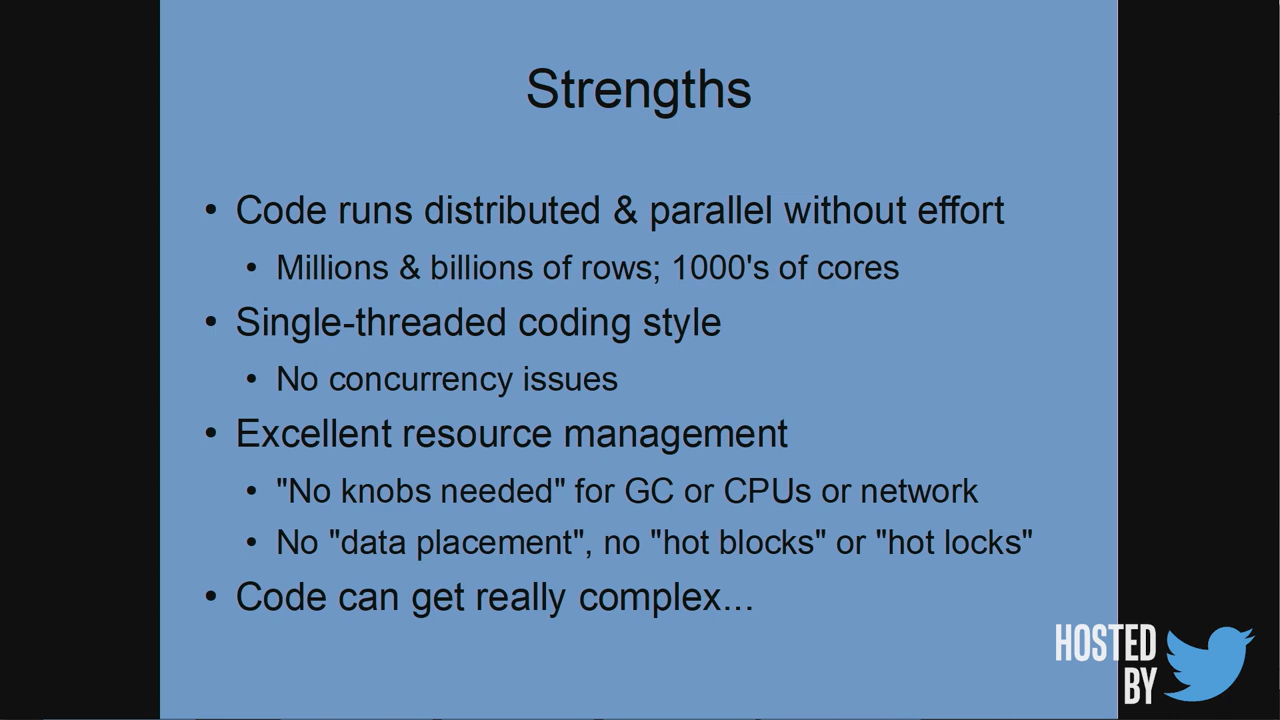 Strengths
• Code runs distributed & parallel without effort
• Millions & billions of rows; 1000's of cores
• Single-threaded coding style
• No concurrency issues
• Excellent resource management
• "No knobs needed" for GC or CPUs or network
• No "data placement", no "hot blocks" or "hot locks"
• Code can get really complex...
HOSTED
BY